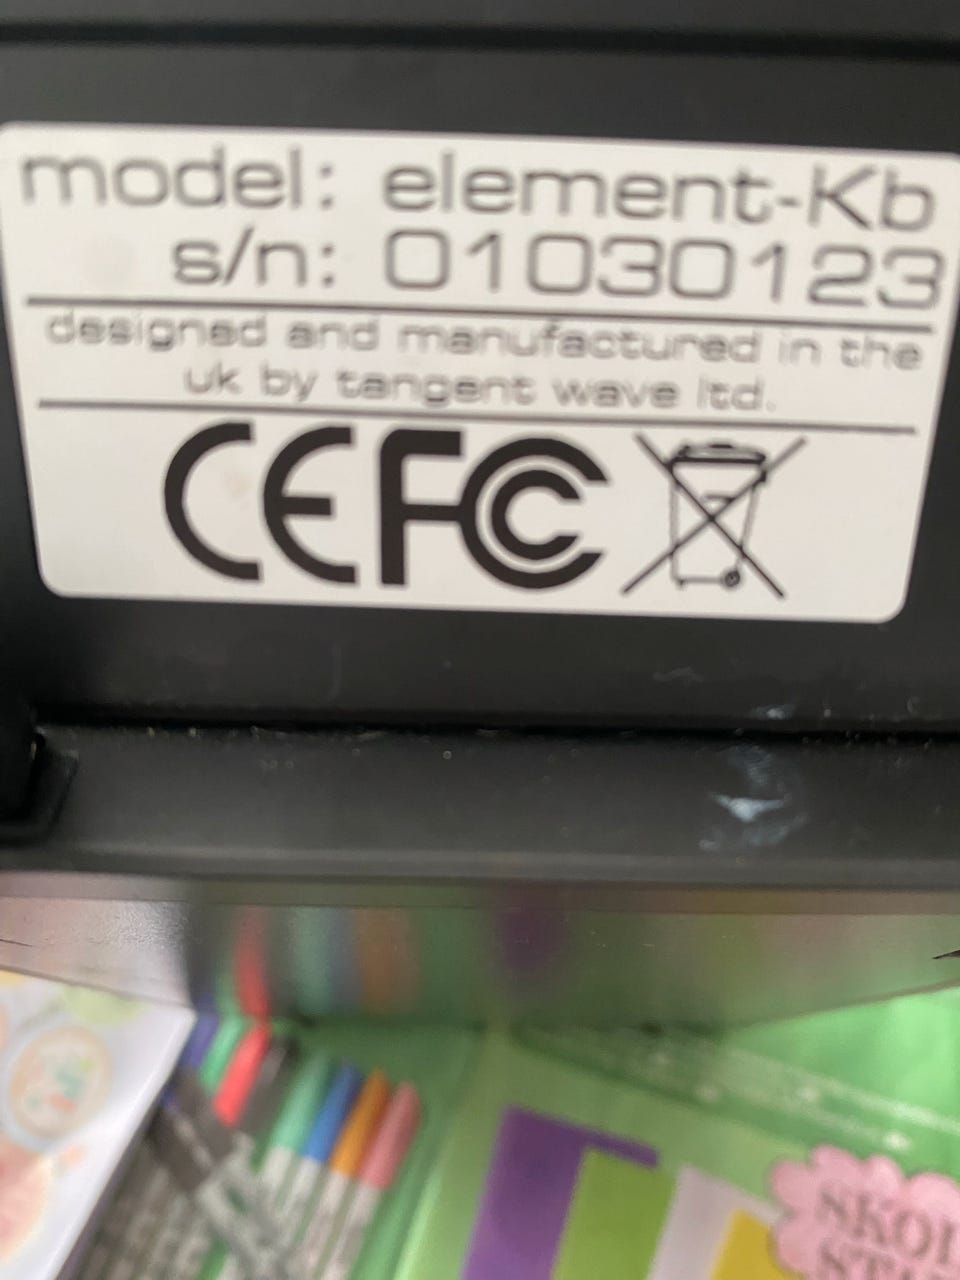 model: element-Kb
s/n: 01030123
designed and manufactured in the
uk by tangent wave ltd.
CE FC